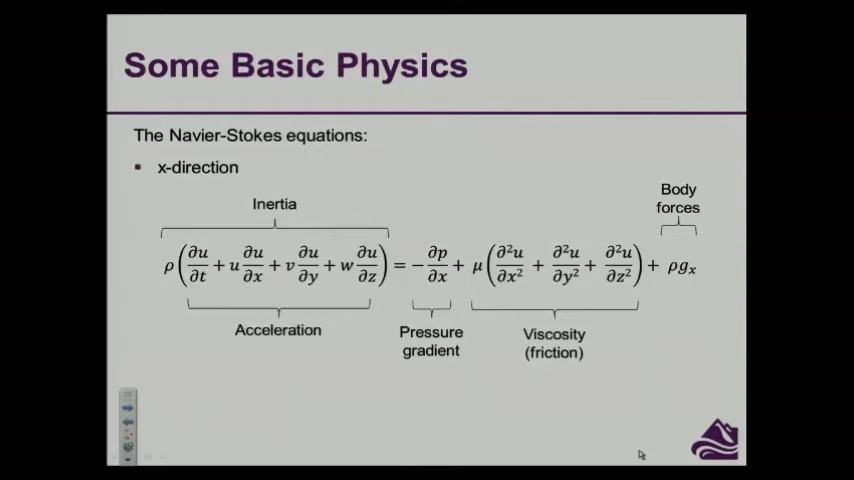 Some Basic Physics
The Navier-Stokes equations:
▪ x-direction
Body
forces
Inertia
ρ(∂u/∂t + u ∂u/∂x + v ∂u/∂y + w ∂u/∂z) = − ∂p/∂x + μ(∂²u/∂x² + ∂²u/∂y² + ∂²u/∂z²) + ρgₓ
Acceleration
Pressure
gradient
Viscosity
(friction)